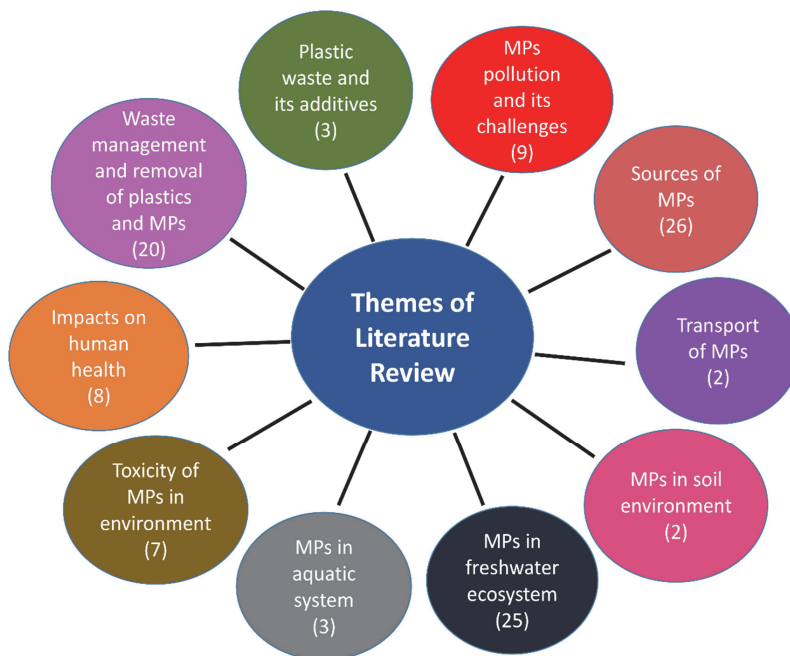 Themes of
Literature
Review
Plastic
waste and
its additives
(3)
MPs
pollution
and its
challenges
(9)
Sources of
MPs
(26)
Transport
of MPs
(2)
MPs in soil
environment
(2)
MPs in
freshwater
ecosystem
(25)
MPs in
aquatic
system
(3)
Toxicity of
MPs in
environment
(7)
Impacts on
human
health
(8)
Waste
management
and removal
of plastics
and MPs
(20)